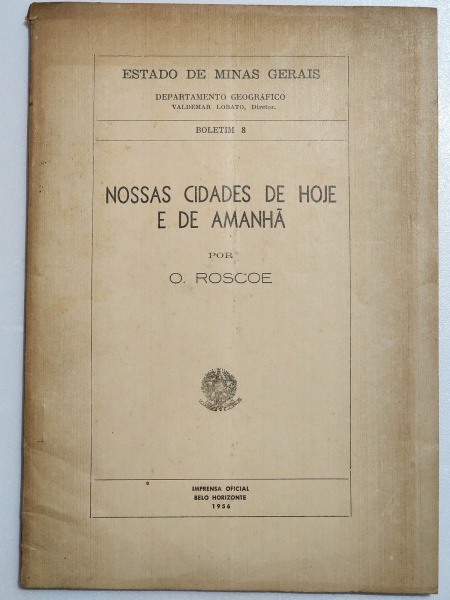 ESTADO DE MINAS GERAIS
DEPARTAMENTO GEOGRÁFICO
VALDEMAR LOBATO, Diretor.
BOLETIM 8
NOSSAS CIDADES DE HOJE
E DE AMANHÃ
POR
O. ROSCOE
IMPRENSA OFICIAL
BELO HORIZONTE
1956